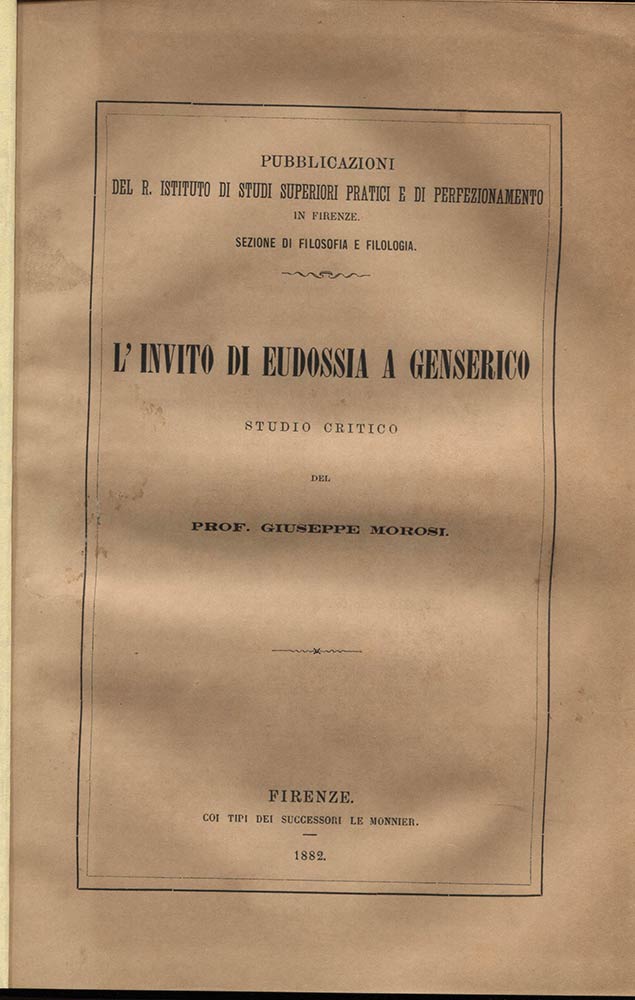 PUBBLICAZIONI
DEL R. ISTITUTO DI STUDI SUPERIORI PRATICI E DI PERFEZIONAMENTO
IN FIRENZE.
SEZIONE DI FILOSOFIA E FILOLOGIA.
L' INVITO DI EUDOSSIA A GENSERICO
STUDIO CRITICO
DEL
PROF. GIUSEPPE MOROSI.
FIRENZE.
COI TIPI DEI SUCCESSORI LE MONNIER.
1882.